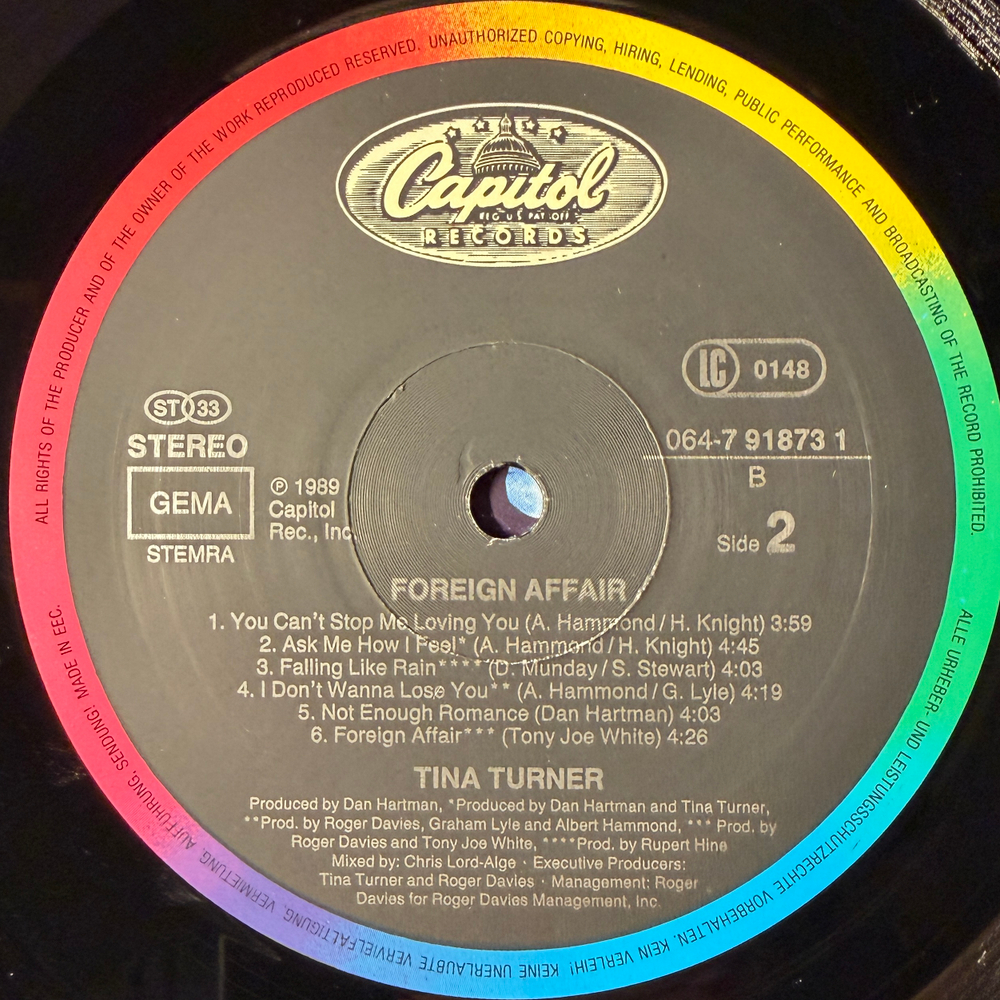 ALL RIGHTS OF THE PRODUCER AND OF THE OWNER OF THE WORK REPRODUCED RESERVED. UNAUTHORIZED COPYING, HIRING, LENDING, PUBLIC PERFORMANCE AND BROADCASTING OF THE RECORD PROHIBITED.
Capitol
REG. U.S. PAT. OFF.
RECORDS
LC 0148
ST 33
STEREO
GEMA
STEMRA
℗ 1989
Capitol
Rec., Inc.
064-7 91873 1
B
Side 2
FOREIGN AFFAIR
1. You Can't Stop Me Loving You (A. Hammond / H. Knight) 3:59
2. Ask Me How I Feel* (A. Hammond / H. Knight) 4:45
3. Falling Like Rain**** (D. Munday / S. Stewart) 4:03
4. I Don't Wanna Lose You** (A. Hammond / G. Lyle) 4:19
5. Not Enough Romance (Dan Hartman) 4:03
6. Foreign Affair*** (Tony Joe White) 4:26
TINA TURNER
Produced by Dan Hartman, *Produced by Dan Hartman and Tina Turner,
**Prod. by Roger Davies, Graham Lyle and Albert Hammond, *** Prod. by
Roger Davies and Tony Joe White, ****Prod. by Rupert Hine
Mixed by: Chris Lord-Alge · Executive Producers:
Tina Turner and Roger Davies · Management: Roger
Davies for Roger Davies Management, Inc.
ALLE URHEBER- UND LEISTUNGSSCHUTZRECHTE VORBEHALTEN. KEIN VERLEIH! KEINE UNERLAUBTE VERVIELFÄLTIGUNG, VERMIETUNG, AUFFÜHRUNG, SENDUNG! MADE IN EEC.